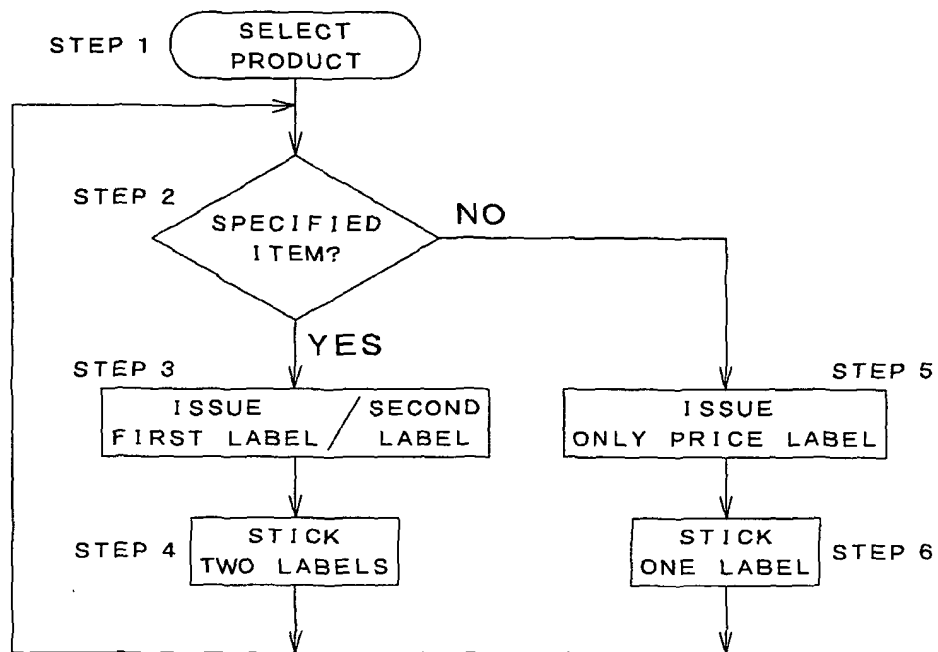 STEP 1
SELECT
PRODUCT
STEP 2
SPECIFIED
ITEM?
NO
YES
STEP 3
ISSUE
FIRST LABEL / SECOND
LABEL
STEP 5
ISSUE
ONLY PRICE LABEL
STEP 4
STICK
TWO LABELS
STICK
ONE LABEL
STEP 6